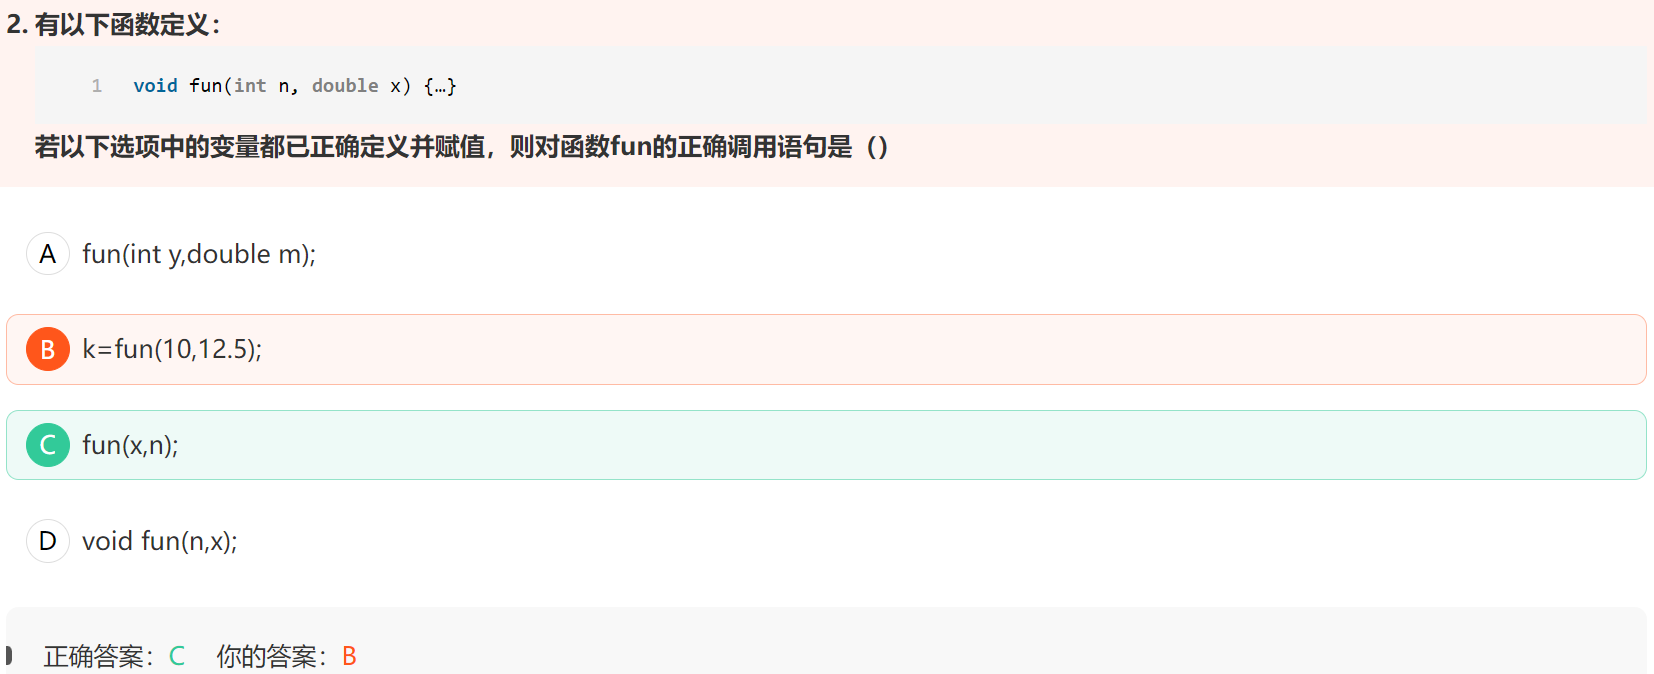 2. 有以下函数定义：
1 void fun(int n, double x) {…}
若以下选项中的变量都已正确定义并赋值，则对函数fun的正确调用语句是（）
A fun(int y,double m);
B k=fun(10,12.5);
C fun(x,n);
D void fun(n,x);
正确答案：C 你的答案：B